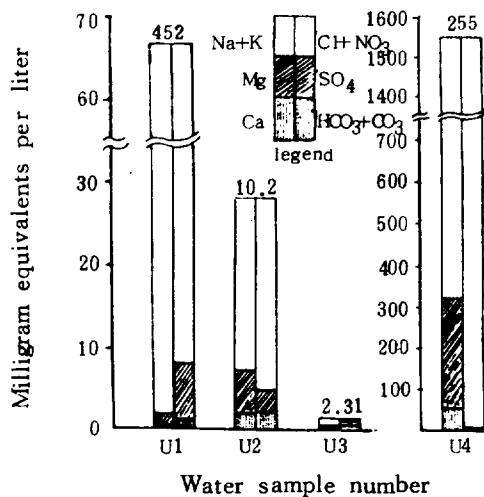 Milligram equivalents per liter
70
60
30
20
10
0
452
10.2
2.31
Na+K Cl+NO3
Mg SO4
Ca HCO3+CO3
legend
1600
1500
1400
700
600
500
400
300
200
100
255
U1 U2 U3 U4
Water sample number